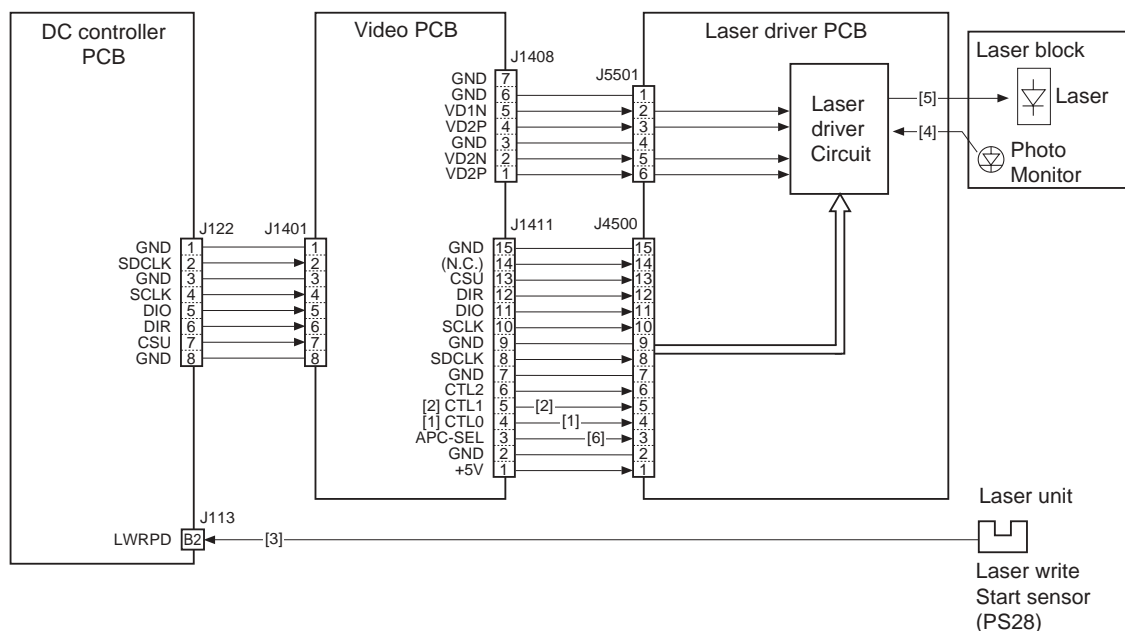 DC controller
PCB
Video PCB
Laser driver PCB
Laser block
Laser
Photo
Monitor
Laser
driver
Circuit
[5]
[4]
J1408
GND 7
GND 6
VD1N 5
VD2P 4
GND 3
VD2N 2
VD2P 1
J5501
1
2
3
4
5
6
J122
GND 1
SDCLK 2
GND 3
SCLK 4
DIO 5
DIR 6
CSU 7
GND 8
J1401
1
2
3
4
5
6
7
8
J1411
GND 15
(N.C.) 14
CSU 13
DIR 12
DIO 11
SCLK 10
GND 9
SDCLK 8
GND 7
CTL2 6
[2] CTL1 5 [2]
[1] CTL0 4 [1]
APC-SEL 3 [6]
GND 2
+5V 1
J4500
15
14
13
12
11
10
9
8
7
6
5
4
3
2
1
J113
LWRPD B2 [3]
Laser unit
Laser write
Start sensor
(PS28)